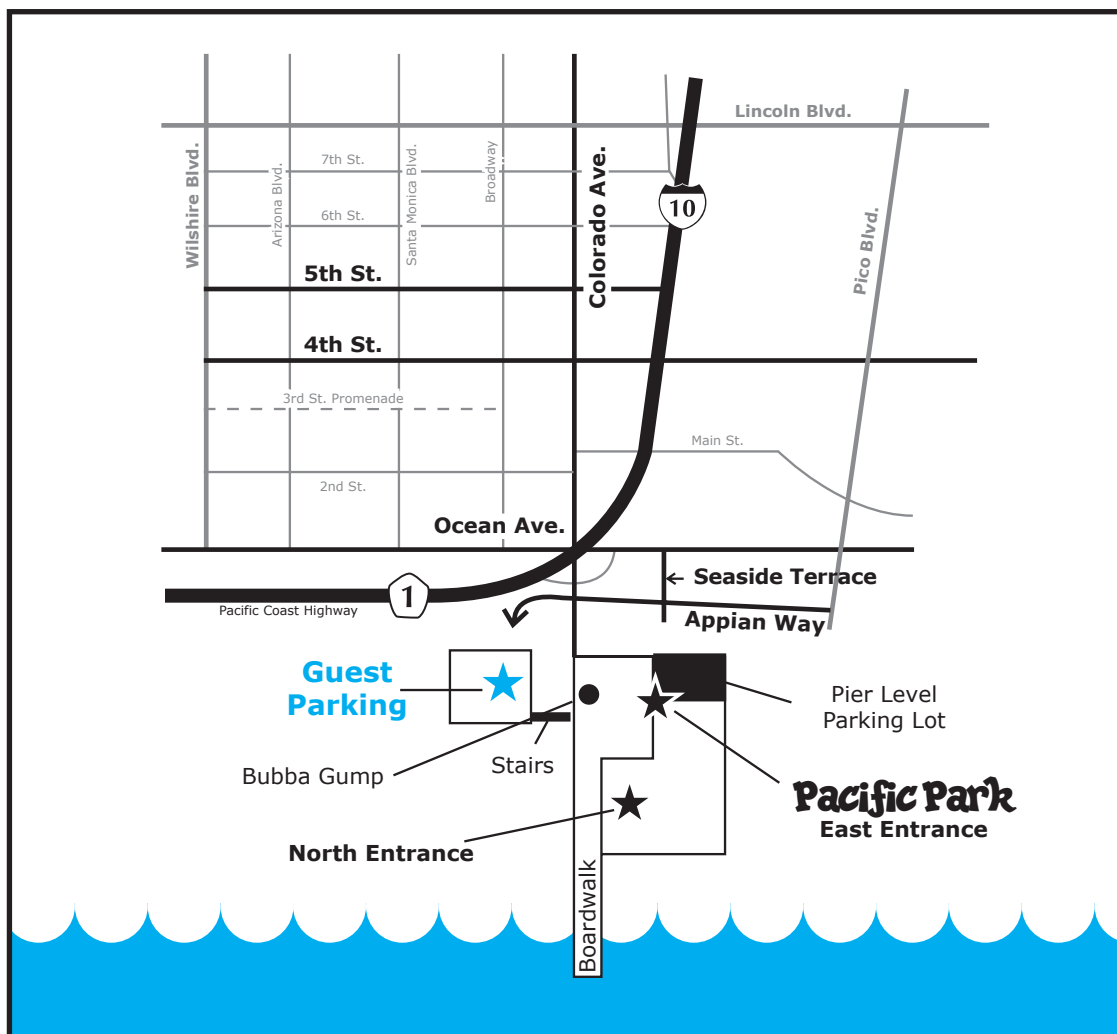 Lincoln Blvd.
Wilshire Blvd.
Arizona Blvd.
Santa Monica Blvd.
Broadway
Colorado Ave.
7th St.
10
6th St.
Pico Blvd.
5th St.
4th St.
3rd St. Promenade
Main St.
2nd St.
Ocean Ave.
Seaside Terrace
1
Pacific Coast Highway
Appian Way
Guest
Parking
Pier Level
Parking Lot
Stairs
Bubba Gump
Pacific Park
East Entrance
North Entrance
Boardwalk